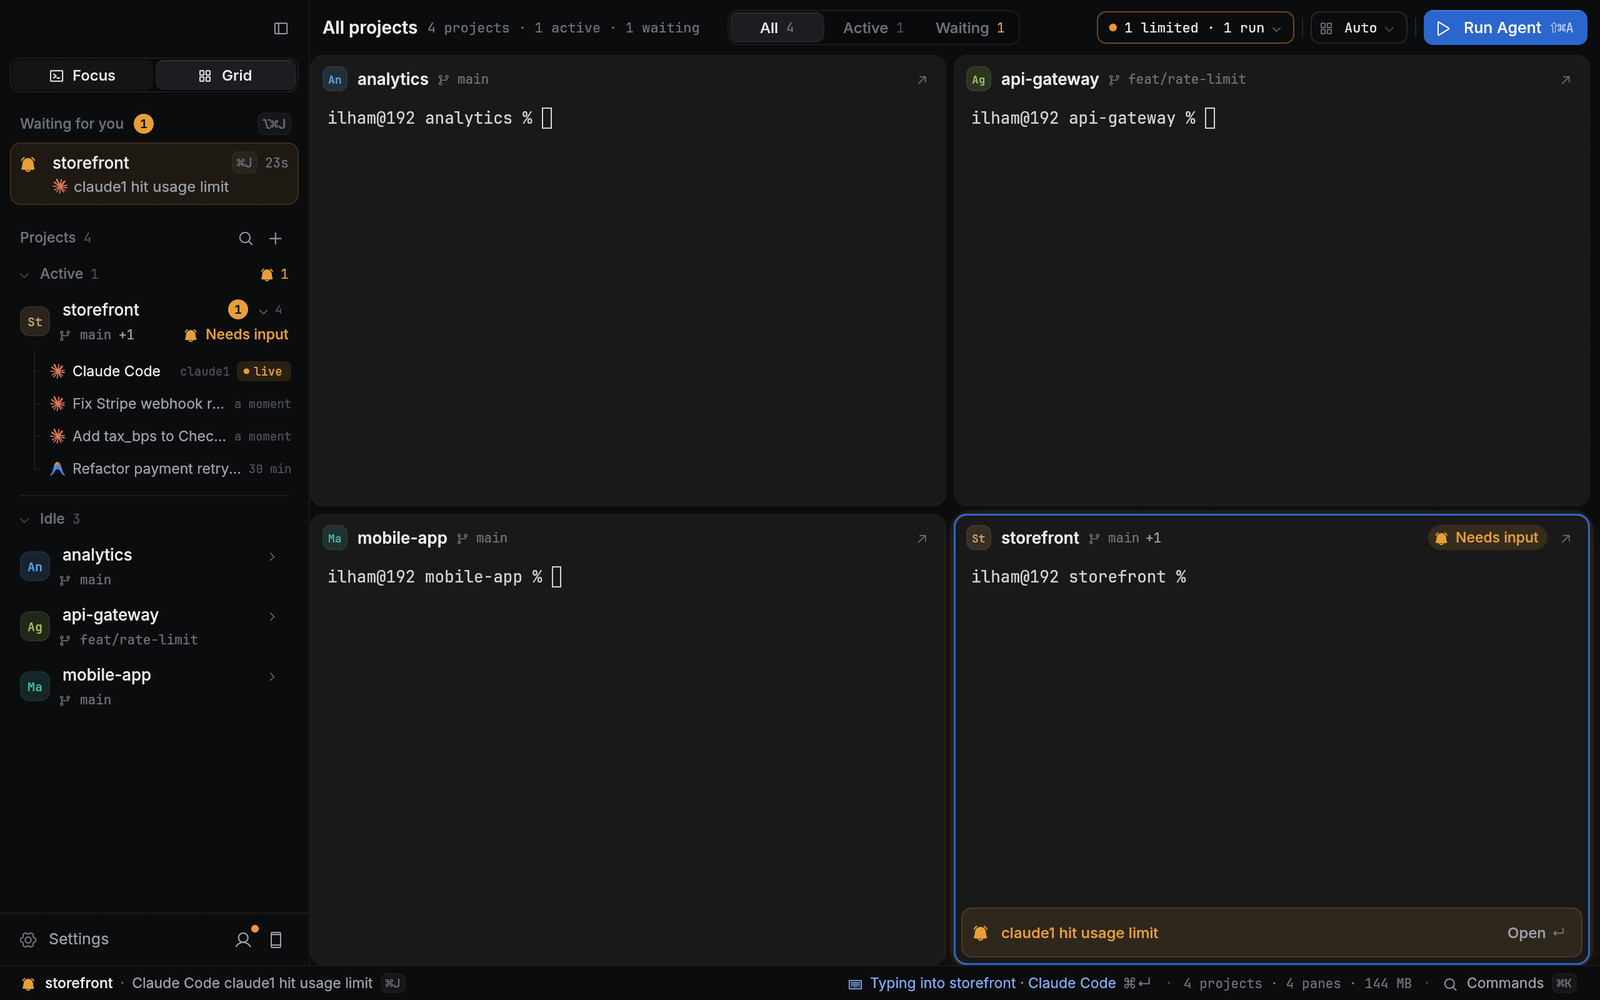 Focus
Grid
Waiting for you 1 ⌥⌘J
storefront ⌘J 23s
claude1 hit usage limit
Projects 4
Active 1 1
St storefront 1 4
main +1 Needs input
Claude Code claude1 live
Fix Stripe webhook r... a moment
Add tax_bps to Chec... a moment
Refactor payment retry... 30 min
Idle 3
An analytics
main
Ag api-gateway
feat/rate-limit
Ma mobile-app
main
Settings
All projects 4 projects · 1 active · 1 waiting
All 4 Active 1 Waiting 1
1 limited · 1 run
Auto
Run Agent ⇧⌘A
An analytics main
ilham@192 analytics %
Ag api-gateway feat/rate-limit
ilham@192 api-gateway %
Ma mobile-app main
ilham@192 mobile-app %
St storefront main +1 Needs input
ilham@192 storefront %
claude1 hit usage limit Open ↵
storefront · Claude Code claude1 hit usage limit ⌘J
Typing into storefront · Claude Code ⌘↵ · 4 projects · 4 panes · 144 MB · Commands ⌘K